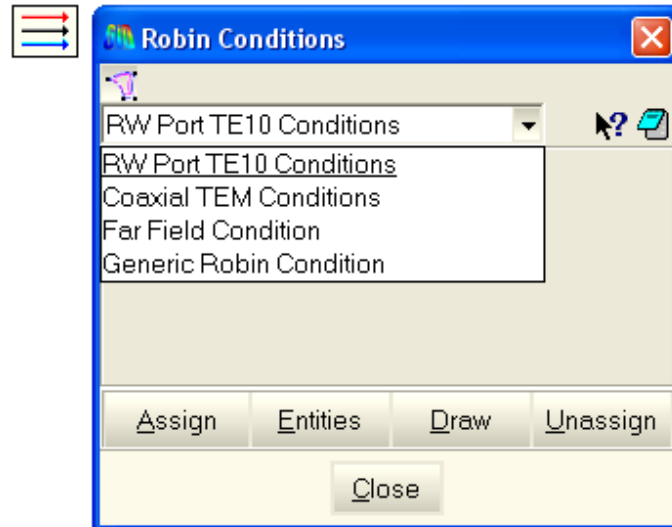 Robin Conditions
RW Port TE10 Conditions
?
RW Port TE10 Conditions
Coaxial TEM Conditions
Far Field Condition
Generic Robin Condition
Assign Entities Draw Unassign
Close